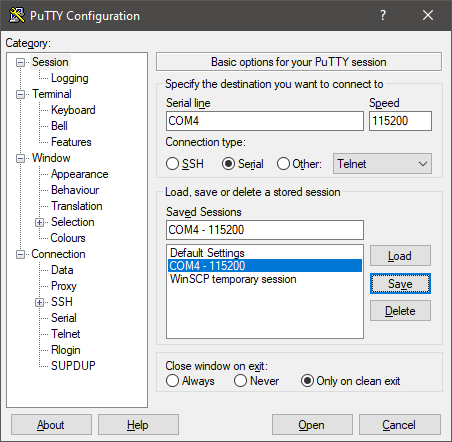 PuTTY Configuration
?
Category:
Session
Logging
Terminal
Keyboard
Bell
Features
Window
Appearance
Behaviour
Translation
Selection
Colours
Connection
Data
Proxy
SSH
Serial
Telnet
Rlogin
SUPDUP
Basic options for your PuTTY session
Specify the destination you want to connect to
Serial line Speed
COM4 115200
Connection type:
SSH Serial Other: Telnet
Load, save or delete a stored session
Saved Sessions
COM4 - 115200
Default Settings
COM4 - 115200
WinSCP temporary session
Load
Save
Delete
Close window on exit:
Always Never Only on clean exit
About Help Open Cancel